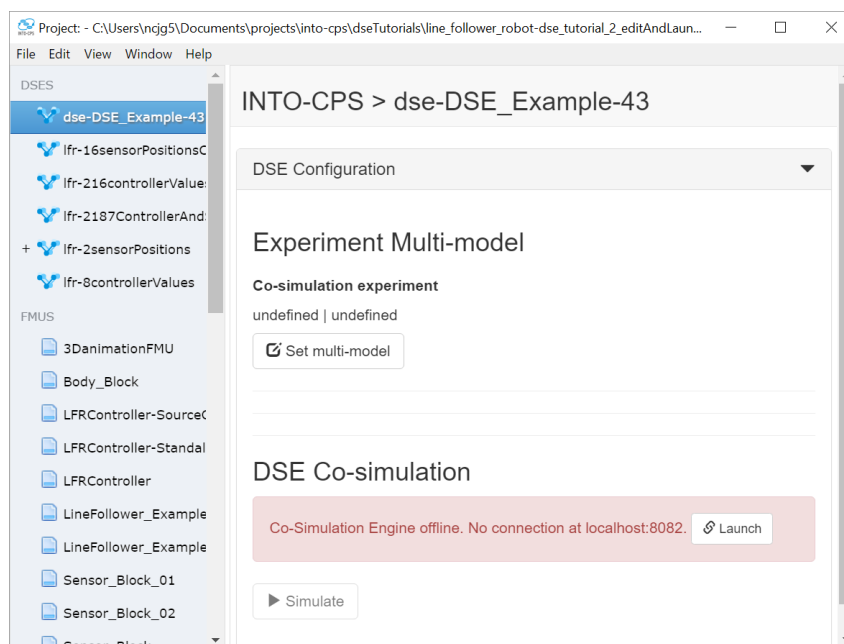 Project: - C:\Users\ncjg5\Documents\projects\into-cps\dseTutorials\line_follower_robot-dse_tutorial_2_editAndLaun...
File Edit View Window Help
DSES
dse-DSE_Example-43
lfr-16sensorPositionsC
lfr-216controllerValues
lfr-2187ControllerAnd
+ lfr-2sensorPositions
lfr-8controllerValues
FMUS
3DanimationFMU
Body_Block
LFRController-SourceC
LFRController-Standal
LFRController
LineFollower_Example
LineFollower_Example
Sensor_Block_01
Sensor_Block_02
INTO-CPS > dse-DSE_Example-43
DSE Configuration
Experiment Multi-model
Co-simulation experiment
undefined | undefined
Set multi-model
DSE Co-simulation
Co-Simulation Engine offline. No connection at localhost:8082. Launch
Simulate